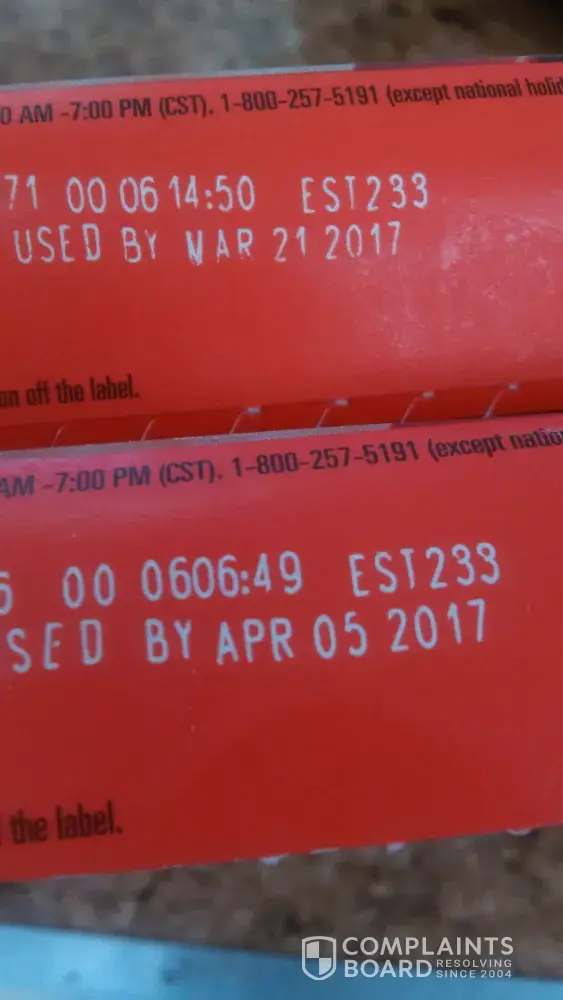 0 AM -7:00 PM (CST), 1-800-257-5191 (except national holid
71 00 06 14:50 EST233
USED BY MAR 21 2017
on off the label.
AM -7:00 PM (CST), 1-800-257-5191 (except natio
6 00 0606:49 EST233
SED BY APR 05 2017
the label.
COMPLAINTS
BOARD RESOLVING
SINCE 2004